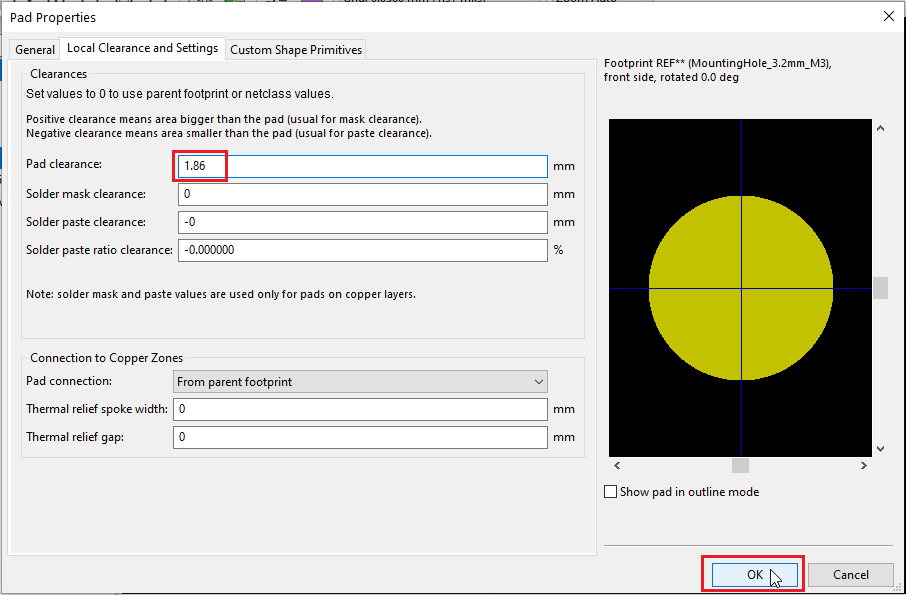 Pad Properties
General
Local Clearance and Settings
Custom Shape Primitives
Clearances
Set values to 0 to use parent footprint or netclass values.
Positive clearance means area bigger than the pad (usual for mask clearance).
Negative clearance means area smaller than the pad (usual for paste clearance).
Pad clearance: 1.86 mm
Solder mask clearance: 0 mm
Solder paste clearance: -0 mm
Solder paste ratio clearance: -0.000000 %
Note: solder mask and paste values are used only for pads on copper layers.
Connection to Copper Zones
Pad connection: From parent footprint
Thermal relief spoke width: 0 mm
Thermal relief gap: 0 mm
Footprint REF** (MountingHole_3.2mm_M3),
front side, rotated 0.0 deg
Show pad in outline mode
OK
Cancel